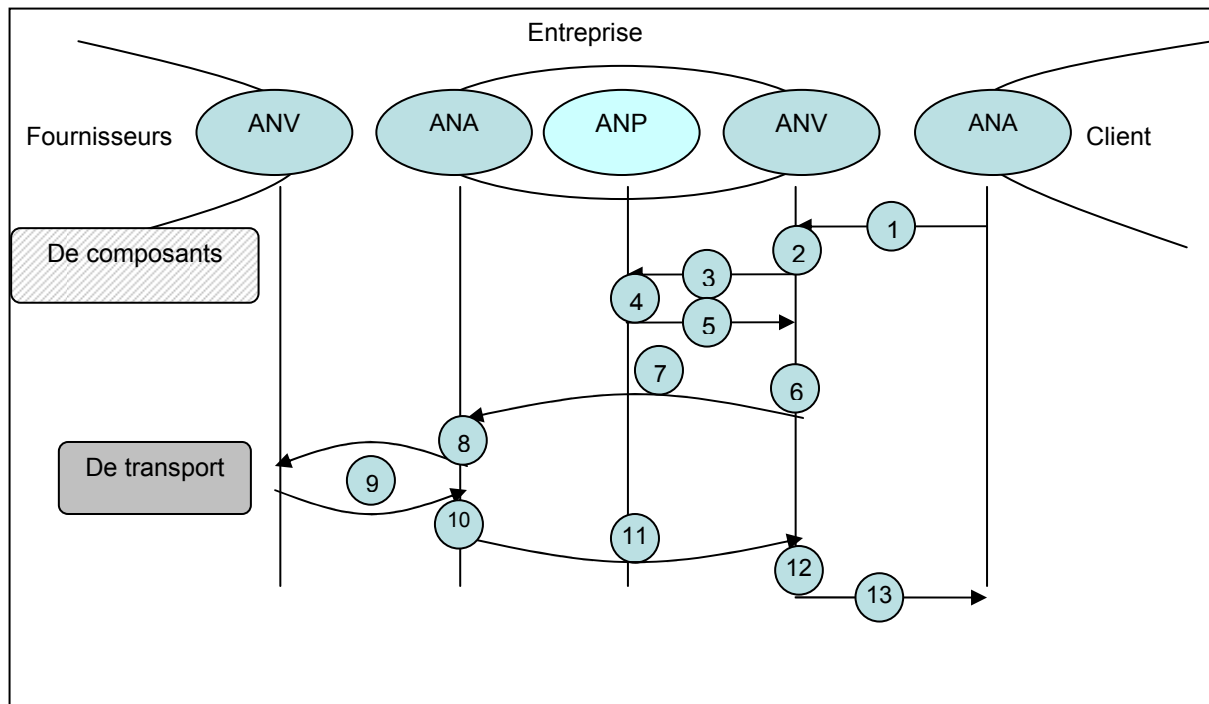 Entreprise
Fournisseurs
ANV
ANA
ANP
ANV
ANA
Client
De composants
1
2
3
4
5
7
6
8
De transport
9
10
11
12
13